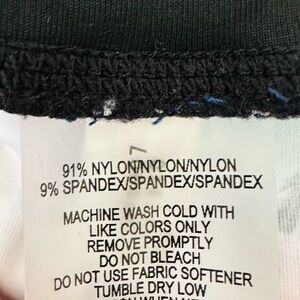 7
91% NYLON/NYLON/NYLON
9% SPANDEX/SPANDEX/SPANDEX
MACHINE WASH COLD WITH
LIKE COLORS ONLY
REMOVE PROMPTLY
DO NOT BLEACH
DO NOT USE FABRIC SOFTENER
TUMBLE DRY LOW